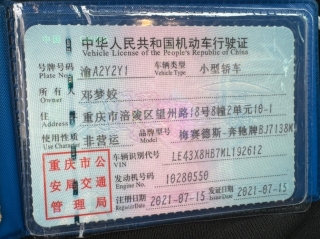 中华人民共和国机动车行驶证
Vehicle License of the People's Republic of China
号牌号码 渝A2Y2Y1 车辆类型 小型轿车
Plate No. Vehicle Type
所有人 邓梦姣
Owner
住址 重庆市涪陵区望州路18号8幢2单元10-1
Address
使用性质 非营运 品牌型号 梅赛德斯-奔驰牌BJ7138
Use Character Model
重庆市公 车辆识别代号 LE43X8HB7ML192612
安局交通 VIN
管理局 发动机号码 10280550
Engine No.
注册日期 2021-07-15 发证日期 2021-07-15
Register Date Issue Date